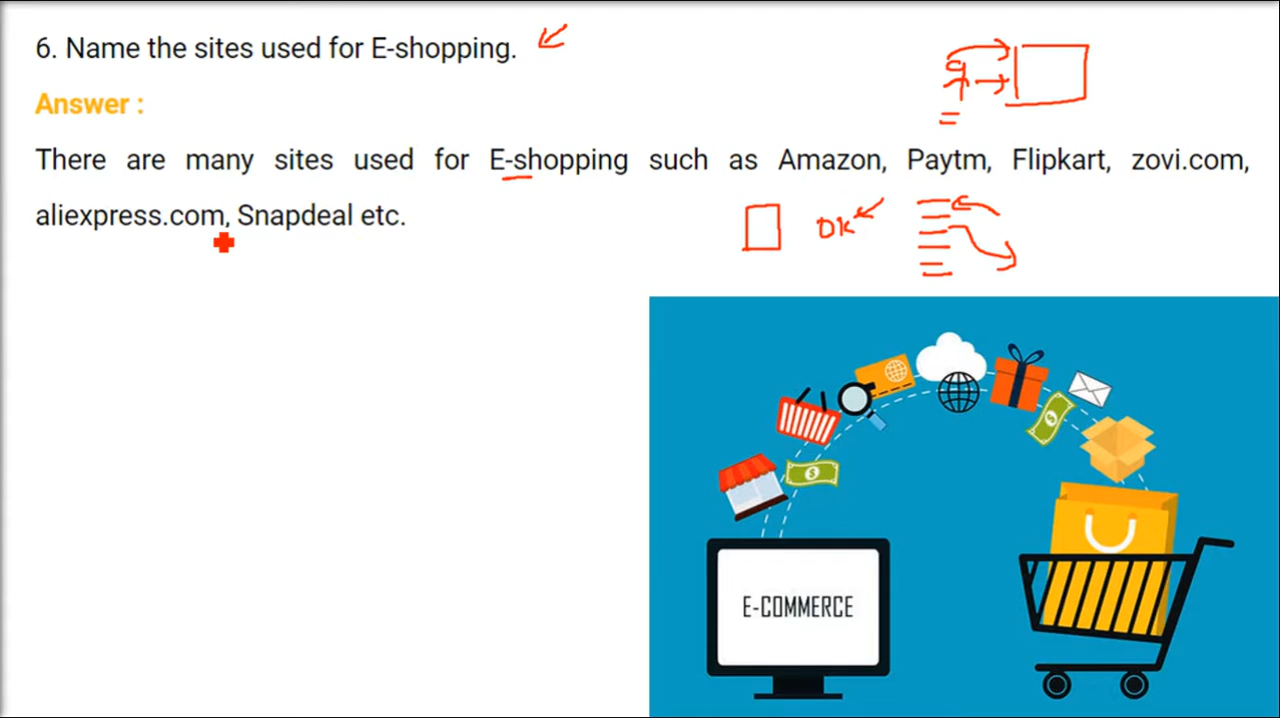 6. Name the sites used for E-shopping.
Answer :
There are many sites used for E-shopping such as Amazon, Paytm, Flipkart, zovi.com,
aliexpress.com, Snapdeal etc.
OK
E-COMMERCE